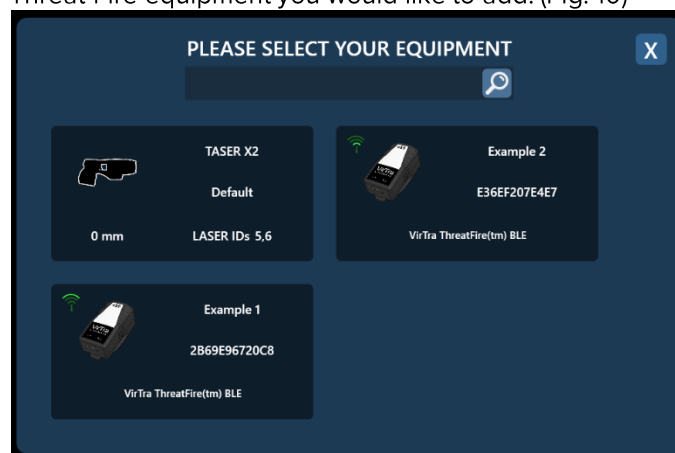 Threat Fire equipment you would like to add. (Fig. 10)
PLEASE SELECT YOUR EQUIPMENT
X
TASER X2
Default
0 mm
LASER IDs 5,6
Example 2
E36EF207E4E7
VirTra ThreatFire(tm) BLE
Example 1
2B69E96720C8
VirTra ThreatFire(tm) BLE